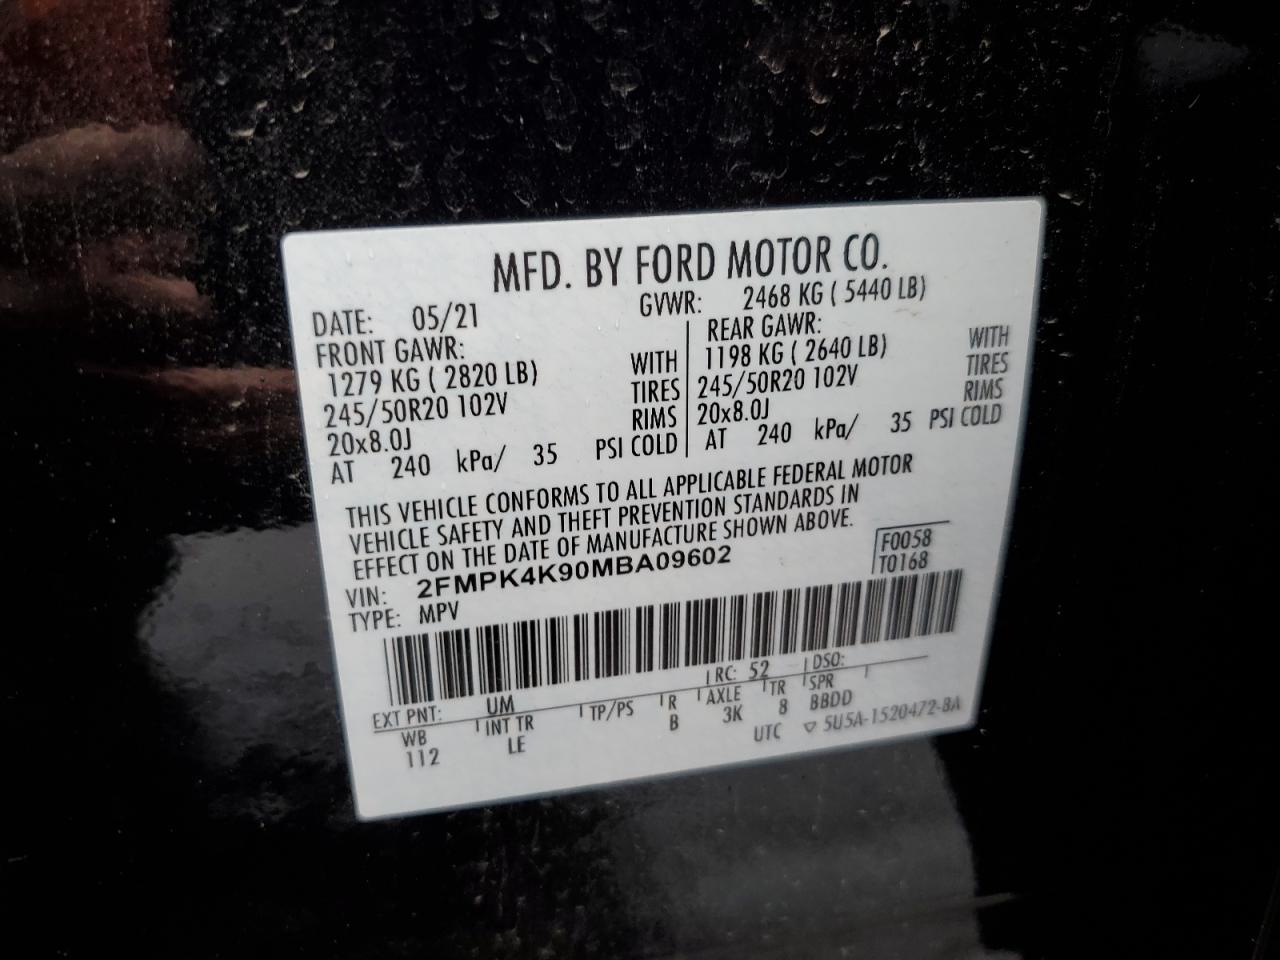 MFD. BY FORD MOTOR CO.
DATE: 05/21 GVWR: 2468 KG ( 5440 LB)
FRONT GAWR: REAR GAWR:
1279 KG ( 2820 LB) WITH 1198 KG ( 2640 LB) WITH
245/50R20 102V TIRES 245/50R20 102V TIRES
20x8.0J RIMS 20x8.0J RIMS
AT 240 kPa/ 35 PSI COLD AT 240 kPa/ 35 PSI COLD
THIS VEHICLE CONFORMS TO ALL APPLICABLE FEDERAL MOTOR
VEHICLE SAFETY AND THEFT PREVENTION STANDARDS IN
EFFECT ON THE DATE OF MANUFACTURE SHOWN ABOVE.
VIN: 2FMPK4K90MBA09602 F0058
TYPE: MPV T0168
EXT PNT: UM RC: 52 DSO:
WB INT TR TP/PS R AXLE TR SPR
112 LE B 3K 8 BBDD
UTC ▽ 5U5A-1520472-BA